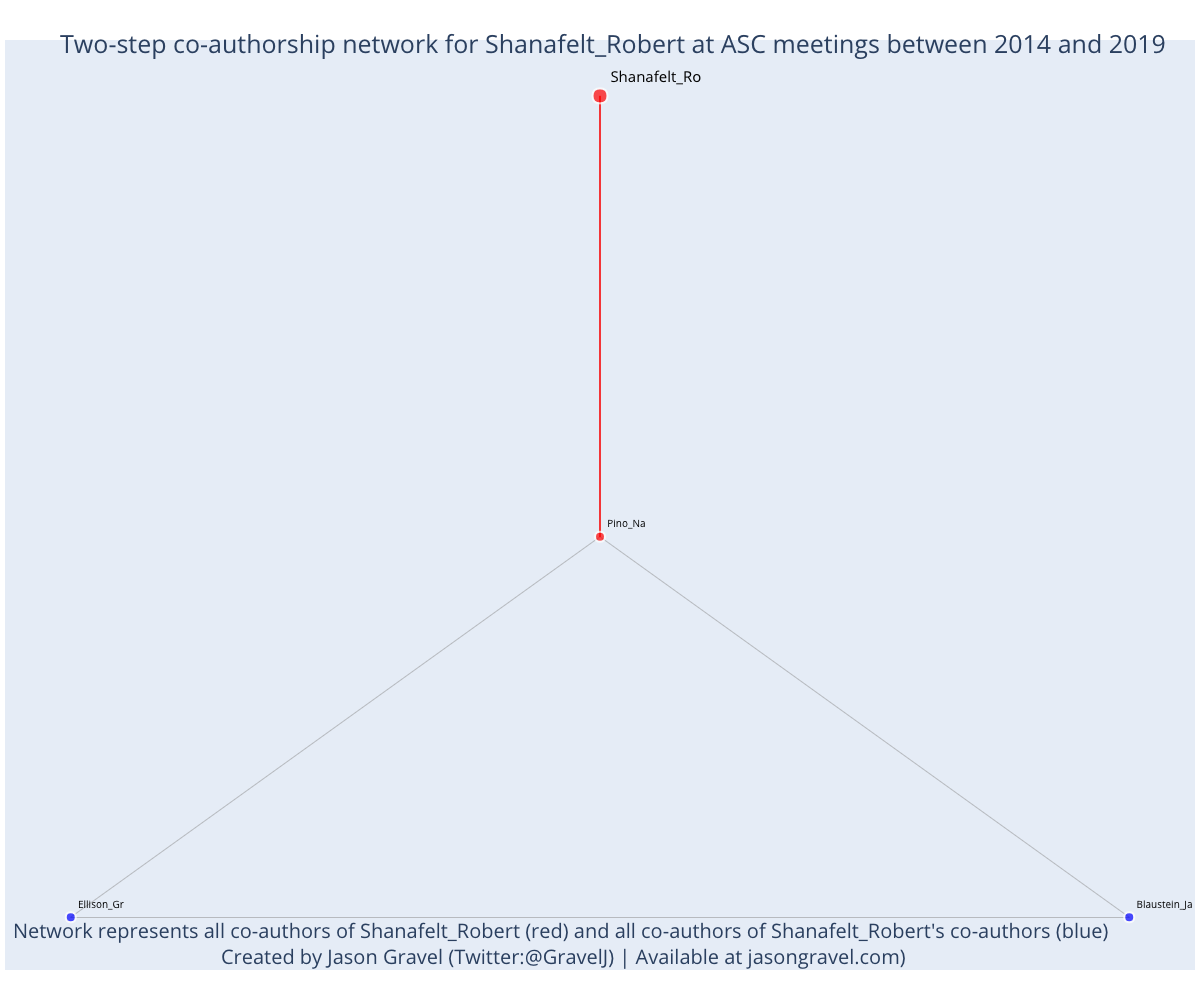 Two-step co-authorship network for Shanafelt_Robert at ASC meetings between 2014 and 2019
Shanafelt_Ro
Pino_Na
Ellison_Gr
Blaustein_Ja
Network represents all co-authors of Shanafelt_Robert (red) and all co-authors of Shanafelt_Robert's co-authors (blue)
Created by Jason Gravel (Twitter:@GravelJ) | Available at jasongravel.com)